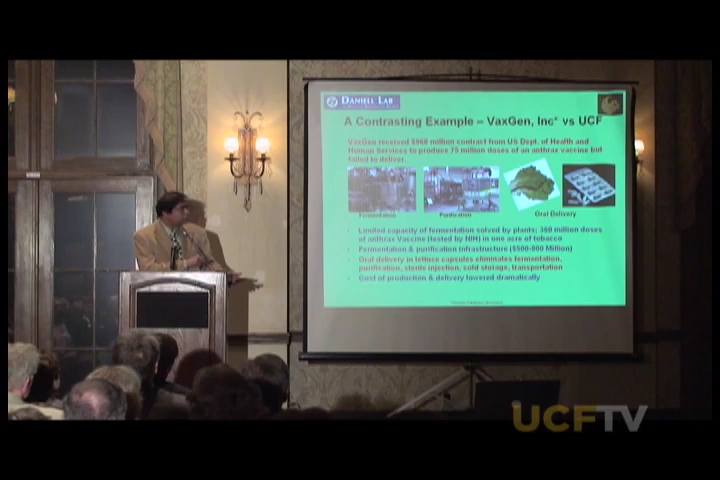 DANIELL LAB
A Contrasting Example – VaxGen, Inc* vs UCF
VaxGen received $969 million contract from US Dept. of Health and
Human Services to produce 75 million doses of an anthrax vaccine but
failed to deliver.
Fermentation
Purification
Oral Delivery
• Limited capacity of fermentation solved by plants; 360 million doses
of anthrax Vaccine (tested by NIH) in one acre of tobacco
• Fermentation & purification infrastructure ($500-900 Million)
• Oral delivery in lettuce capsules eliminates fermentation,
purification, sterile injection, cold storage, transportation
• Cost of production & delivery lowered dramatically
UCFTV